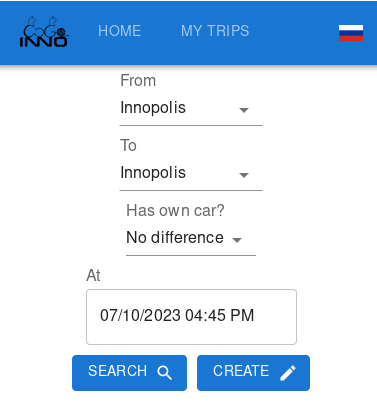 CoGo
INNO
HOME
MY TRIPS
From
Innopolis
To
Innopolis
Has own car?
No difference
At
07/10/2023 04:45 PM
SEARCH
CREATE